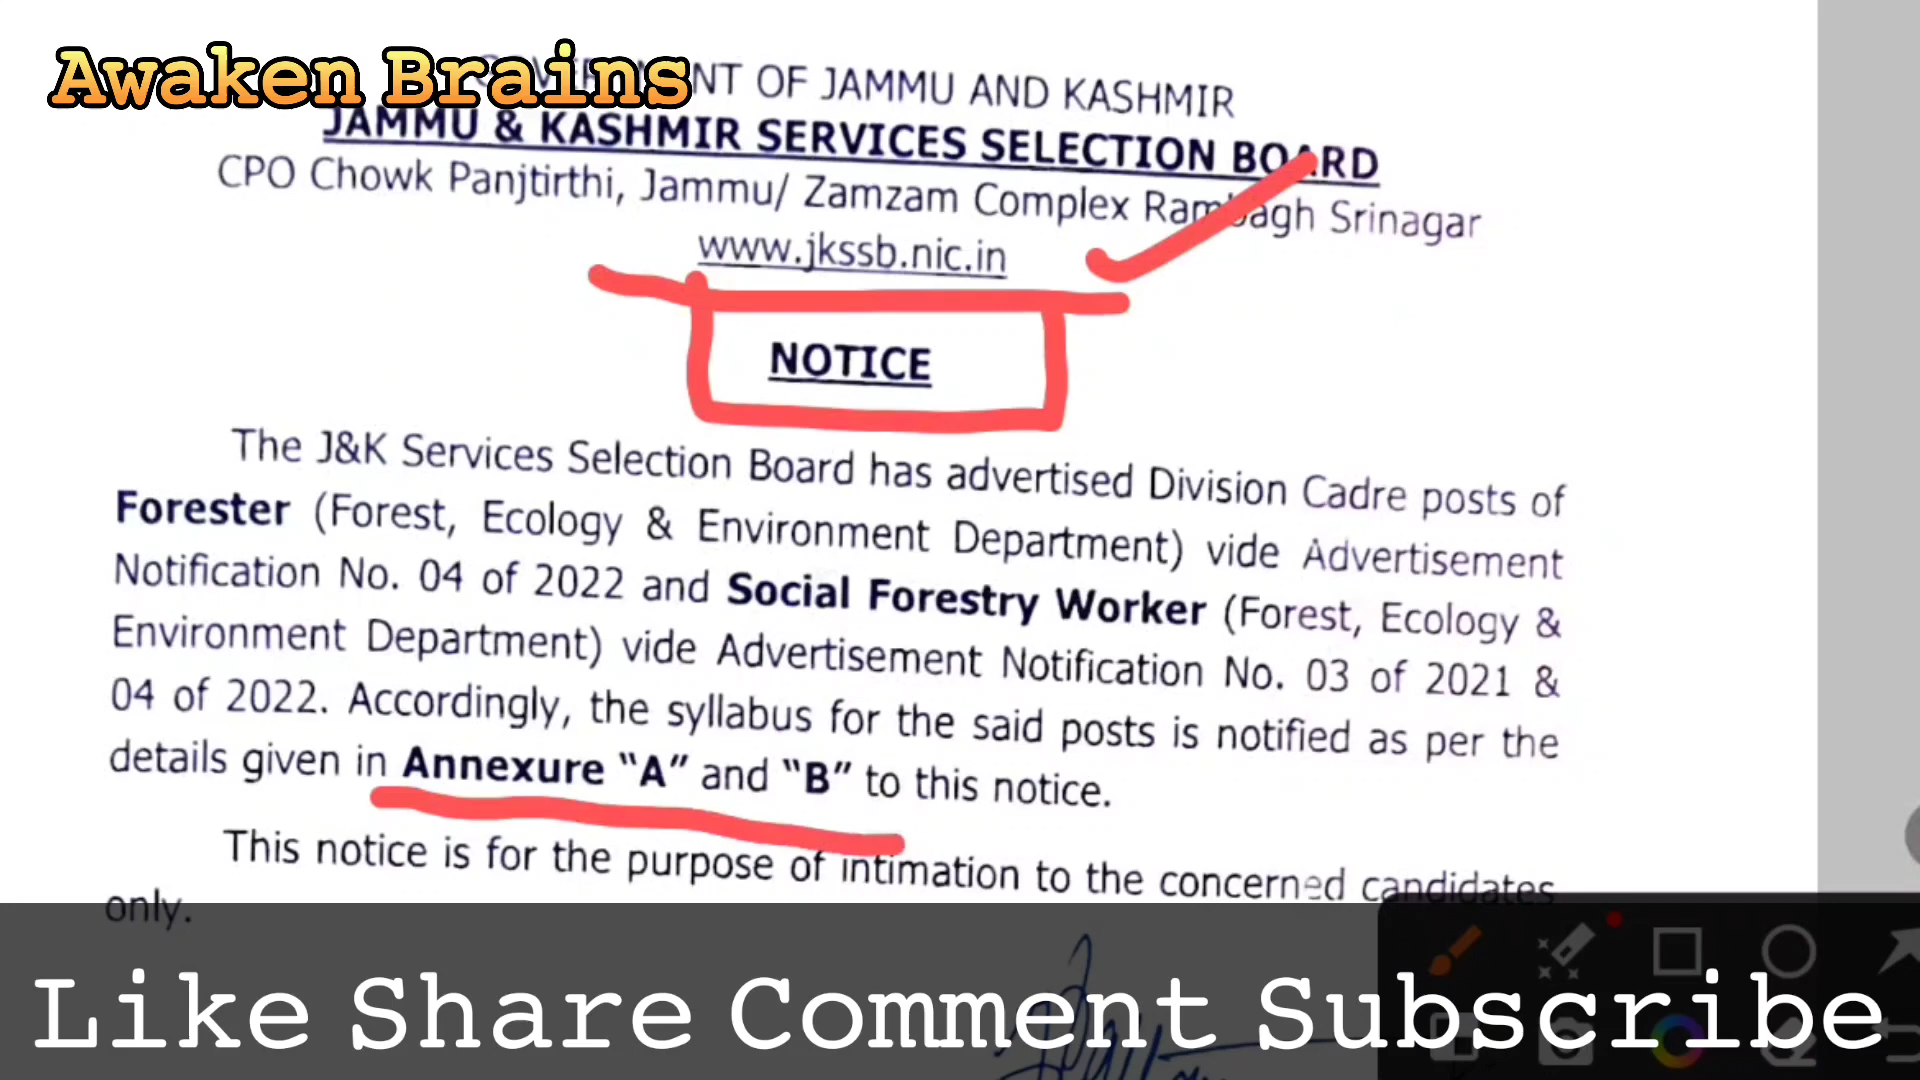 Awaken Brains
GOVERNMENT OF JAMMU AND KASHMIR
JAMMU & KASHMIR SERVICES SELECTION BOARD
CPO Chowk Panjtirthi, Jammu/ Zamzam Complex Rambagh Srinagar
www.jkssb.nic.in
NOTICE
The J&K Services Selection Board has advertised Division Cadre posts of
Forester (Forest, Ecology & Environment Department) vide Advertisement
Notification No. 04 of 2022 and Social Forestry Worker (Forest, Ecology &
Environment Department) vide Advertisement Notification No. 03 of 2021 &
04 of 2022. Accordingly, the syllabus for the said posts is notified as per the
details given in Annexure “A” and “B” to this notice.
This notice is for the purpose of intimation to the concerned candidates
only.
Like Share Comment Subscribe